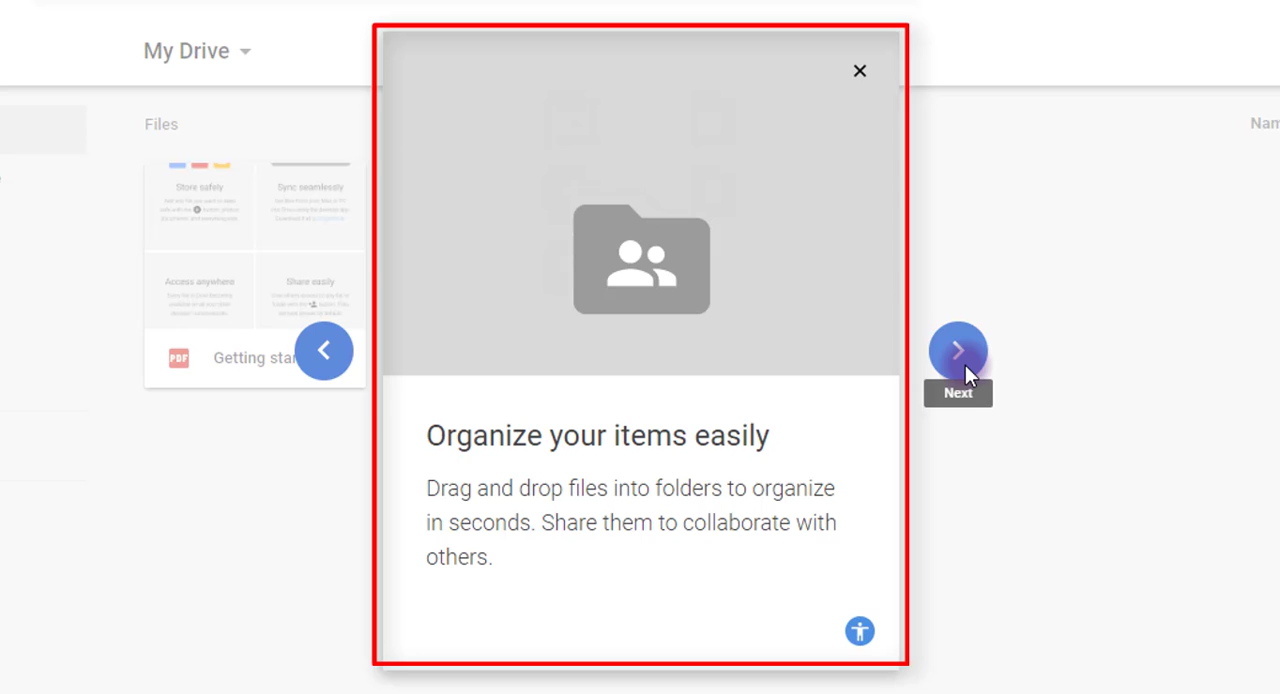 My Drive
Files
Nam
Store safely
Sync seamlessly
Access anywhere
Share easily
PDF
Getting star
Next
Organize your items easily
Drag and drop files into folders to organize
in seconds. Share them to collaborate with
others.